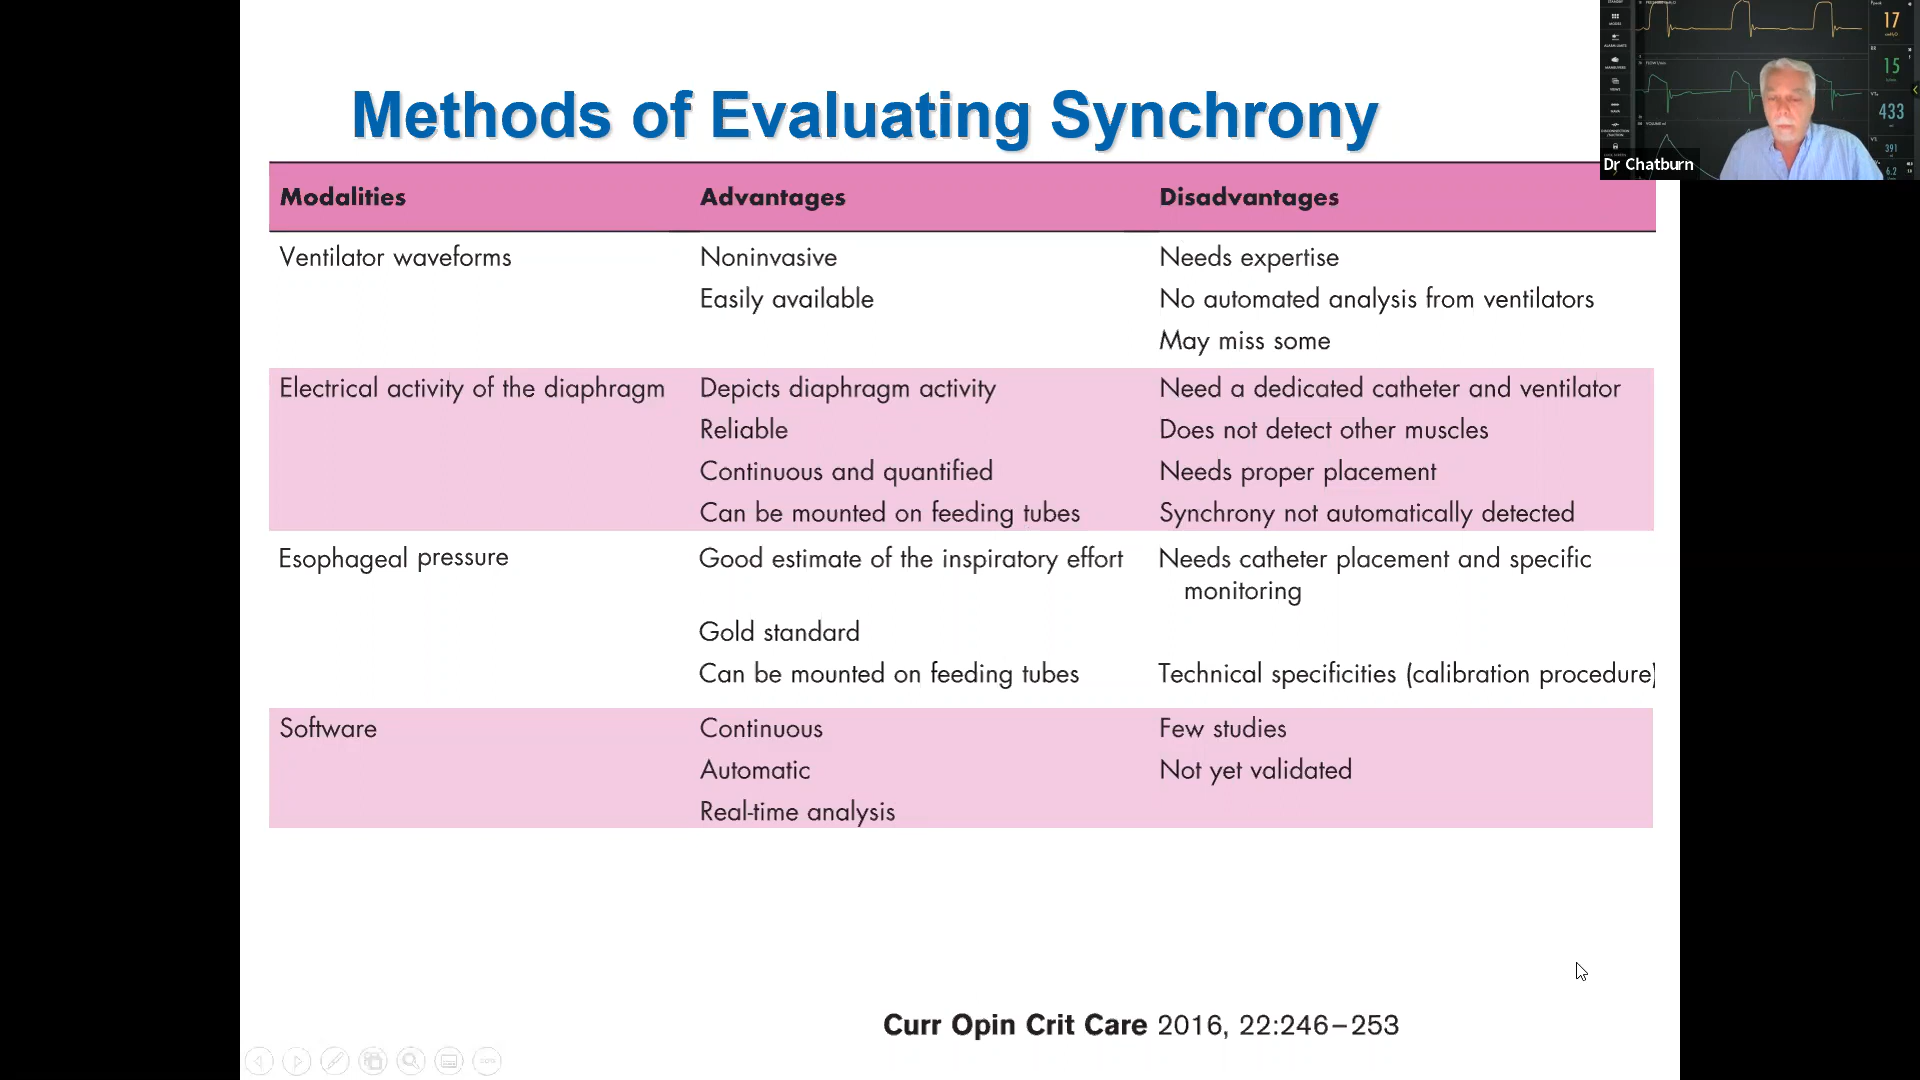 Methods of Evaluating Synchrony
Modalities Advantages Disadvantages
Ventilator waveforms Noninvasive Needs expertise
Easily available No automated analysis from ventilators
May miss some
Electrical activity of the diaphragm Depicts diaphragm activity Need a dedicated catheter and ventilator
Reliable Does not detect other muscles
Continuous and quantified Needs proper placement
Can be mounted on feeding tubes Synchrony not automatically detected
Esophageal pressure Good estimate of the inspiratory effort Needs catheter placement and specific
monitoring
Gold standard
Can be mounted on feeding tubes Technical specificities (calibration procedure)
Software Continuous Few studies
Automatic Not yet validated
Real-time analysis
Curr Opin Crit Care 2016, 22:246–253
17
15
433
391
6.2
Dr Chatburn